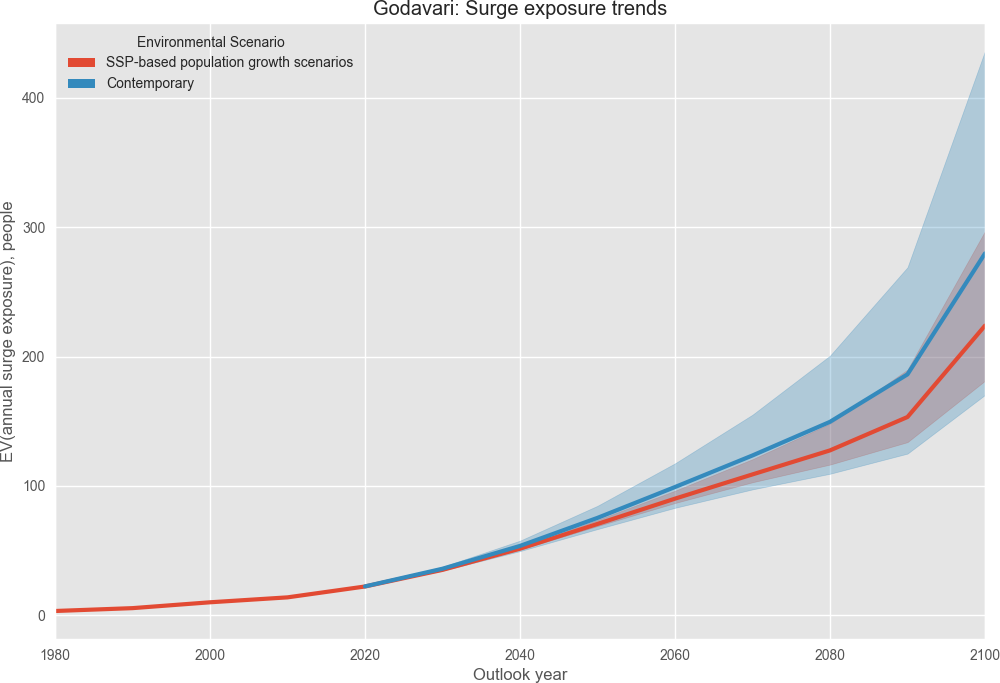 Godavari: Surge exposure trends
Environmental Scenario
SSP-based population growth scenarios
Contemporary
EV(annual surge exposure), people
400
300
200
100
0
1980
2000
2020
2040
2060
2080
2100
Outlook year